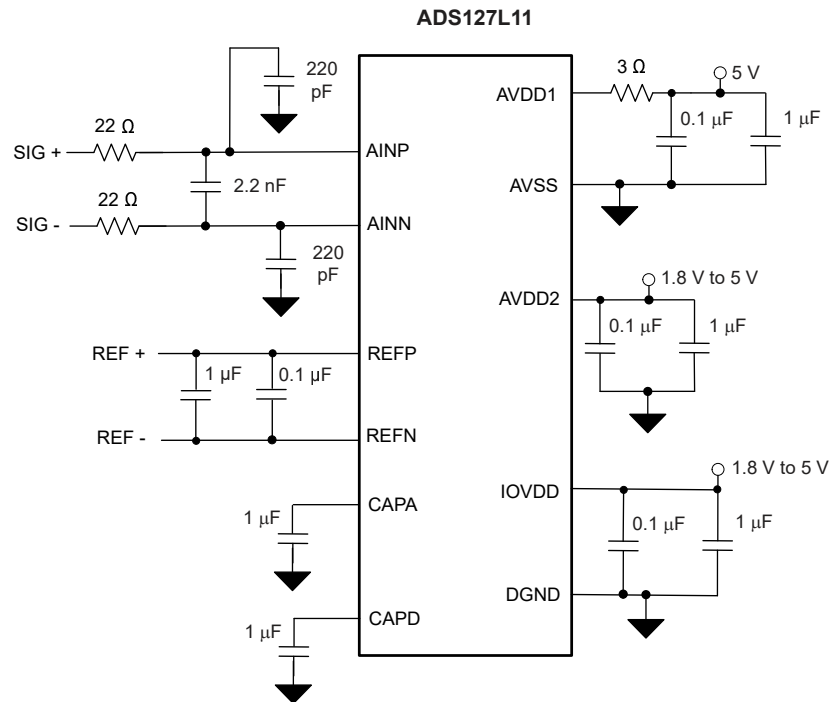 ADS127L11
220
pF
22 Ω
SIG +
AINP
2.2 nF
22 Ω
SIG -
AINN
220
pF
REF +
REFP
1 µF
0.1 µF
REF -
REFN
CAPA
1 µF
CAPD
1 µF
AVDD1
3 Ω
5 V
0.1 µF
1 µF
AVSS
AVDD2
1.8 V to 5 V
0.1 µF
1 µF
IOVDD
1.8 V to 5 V
0.1 µF
1 µF
DGND